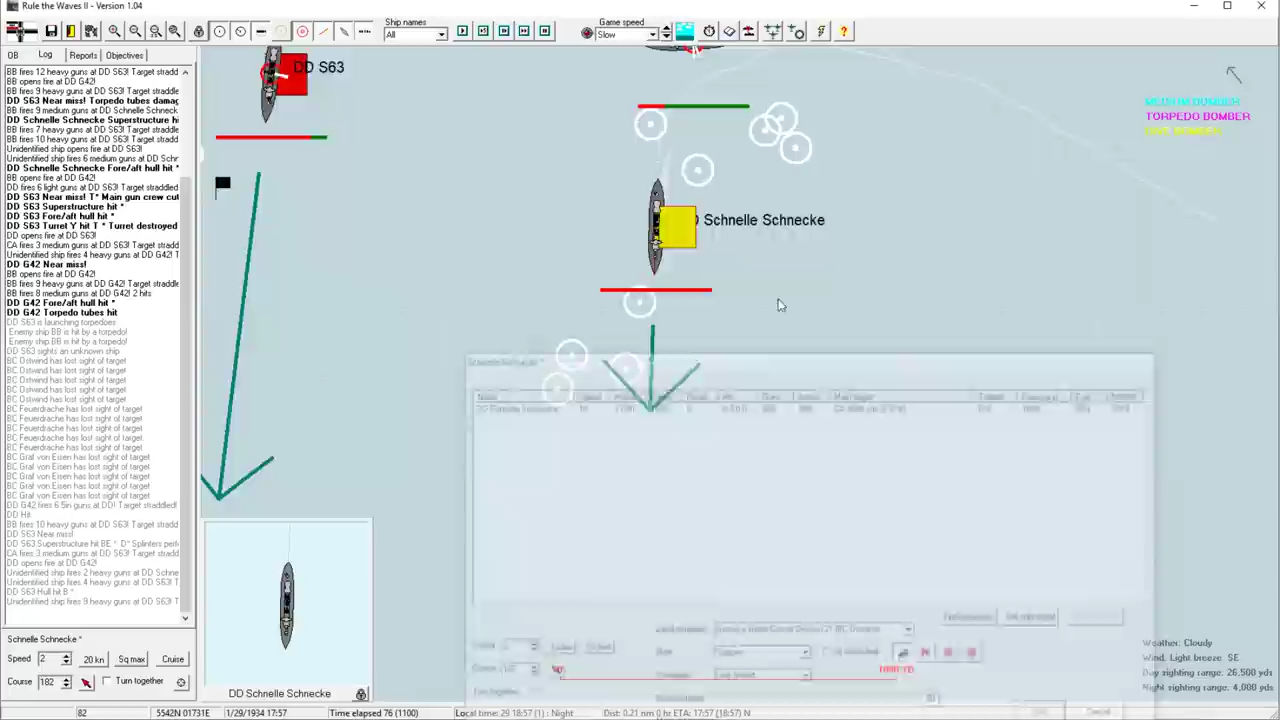 Rule the Waves II - Version 1.04
Ship names
All
Game speed
Slow
OB Log Reports Objectives
BB fires 12 heavy guns at DD S63! Target straddl
BB opens fire at DD G42!
BB fires 9 heavy guns at DD S63! Target straddle
DD S63 Near miss! Torpedo tubes damag
BB fires 9 medium guns at DD Schnelle Schneck
DD Schnelle Schnecke Superstructure hi
BB fires 7 heavy guns at DD S63! Target straddle
BB fires 10 heavy guns at DD S63! Target straddl
Unidentified ship opens fire at DD S63!
Unidentified ship fires 6 medium guns at DD Schr
DD Schnelle Schnecke Fore/aft hull hit *
BB opens fire at DD G42!
DD fires 6 light guns at DD S63! Target straddled
DD S63 Near miss! T* Main gun crew cut
DD S63 Superstructure hit *
DD S63 Fore/aft hull hit *
DD S63 Turret Y hit T * Turret destroyed
DD opens fire at DD S63!
CA fires 3 medium guns at DD S63! Target straddl
Unidentified ship fires 4 heavy guns at DD G42! T
DD G42 Near miss!
BB opens fire at DD G42!
BB fires 9 heavy guns at DD G42! Target straddle
BB fires 8 medium guns at DD G42! 2 hits
DD G42 Fore/aft hull hit *
DD G42 Torpedo tubes hit
DD S63 is launching torpedoes
Enemy ship BB is hit by a torpedo!
Enemy ship BB is hit by a torpedo!
DD S63 sights an unknown ship
BC Ostwind has lost sight of target
BC Ostwind has lost sight of target
BC Ostwind has lost sight of target
BC Ostwind has lost sight of target
BC Ostwind has lost sight of target
BC Feuerdrache has lost sight of target
BC Feuerdrache has lost sight of target
BC Feuerdrache has lost sight of target
BC Feuerdrache has lost sight of target
BC Feuerdrache has lost sight of target
BC Graf von Eisen has lost sight of target
BC Graf von Eisen has lost sight of target
BC Graf von Eisen has lost sight of target
BC Graf von Eisen has lost sight of target
BC Graf von Eisen has lost sight of target
DD G42 fires 6 5in guns at DD! Target straddled!
DD Hit
BB fires 10 heavy guns at DD S63! Target straddl
DD S63 Near miss!
DD S63 Superstructure hit BE * D* Splinters perf
CA fires 3 medium guns at DD S63! Target straddl
DD opens fire at DD G42!
Unidentified ship fires 2 heavy guns at DD Schne
Unidentified ship fires 4 heavy guns at DD S63! T
DD S63 Hull hit B *
Unidentified ship fires 9 heavy guns at DD S63! T
Schnelle Schnecke *
Speed 2 20 kn Sq max Cruise
Course 182 Turn together
DD S63
Schnelle Schnecke
MEDIUM BOMBER
TORPEDO BOMBER
DIVE BOMBER
DD Schnelle Schnecke
Weather: Cloudy
Wind: Light breeze SE
Day sighting range: 26,500 yds
Night sighting range: 4,000 yds
82 5542N 01731E 1/29/1934 17:57 Time elapsed 76 (1100) Local time: 29 18:57 (1) : Night Dist: 0.21 nm 0 hr ETA: 17:57 (18:57) N